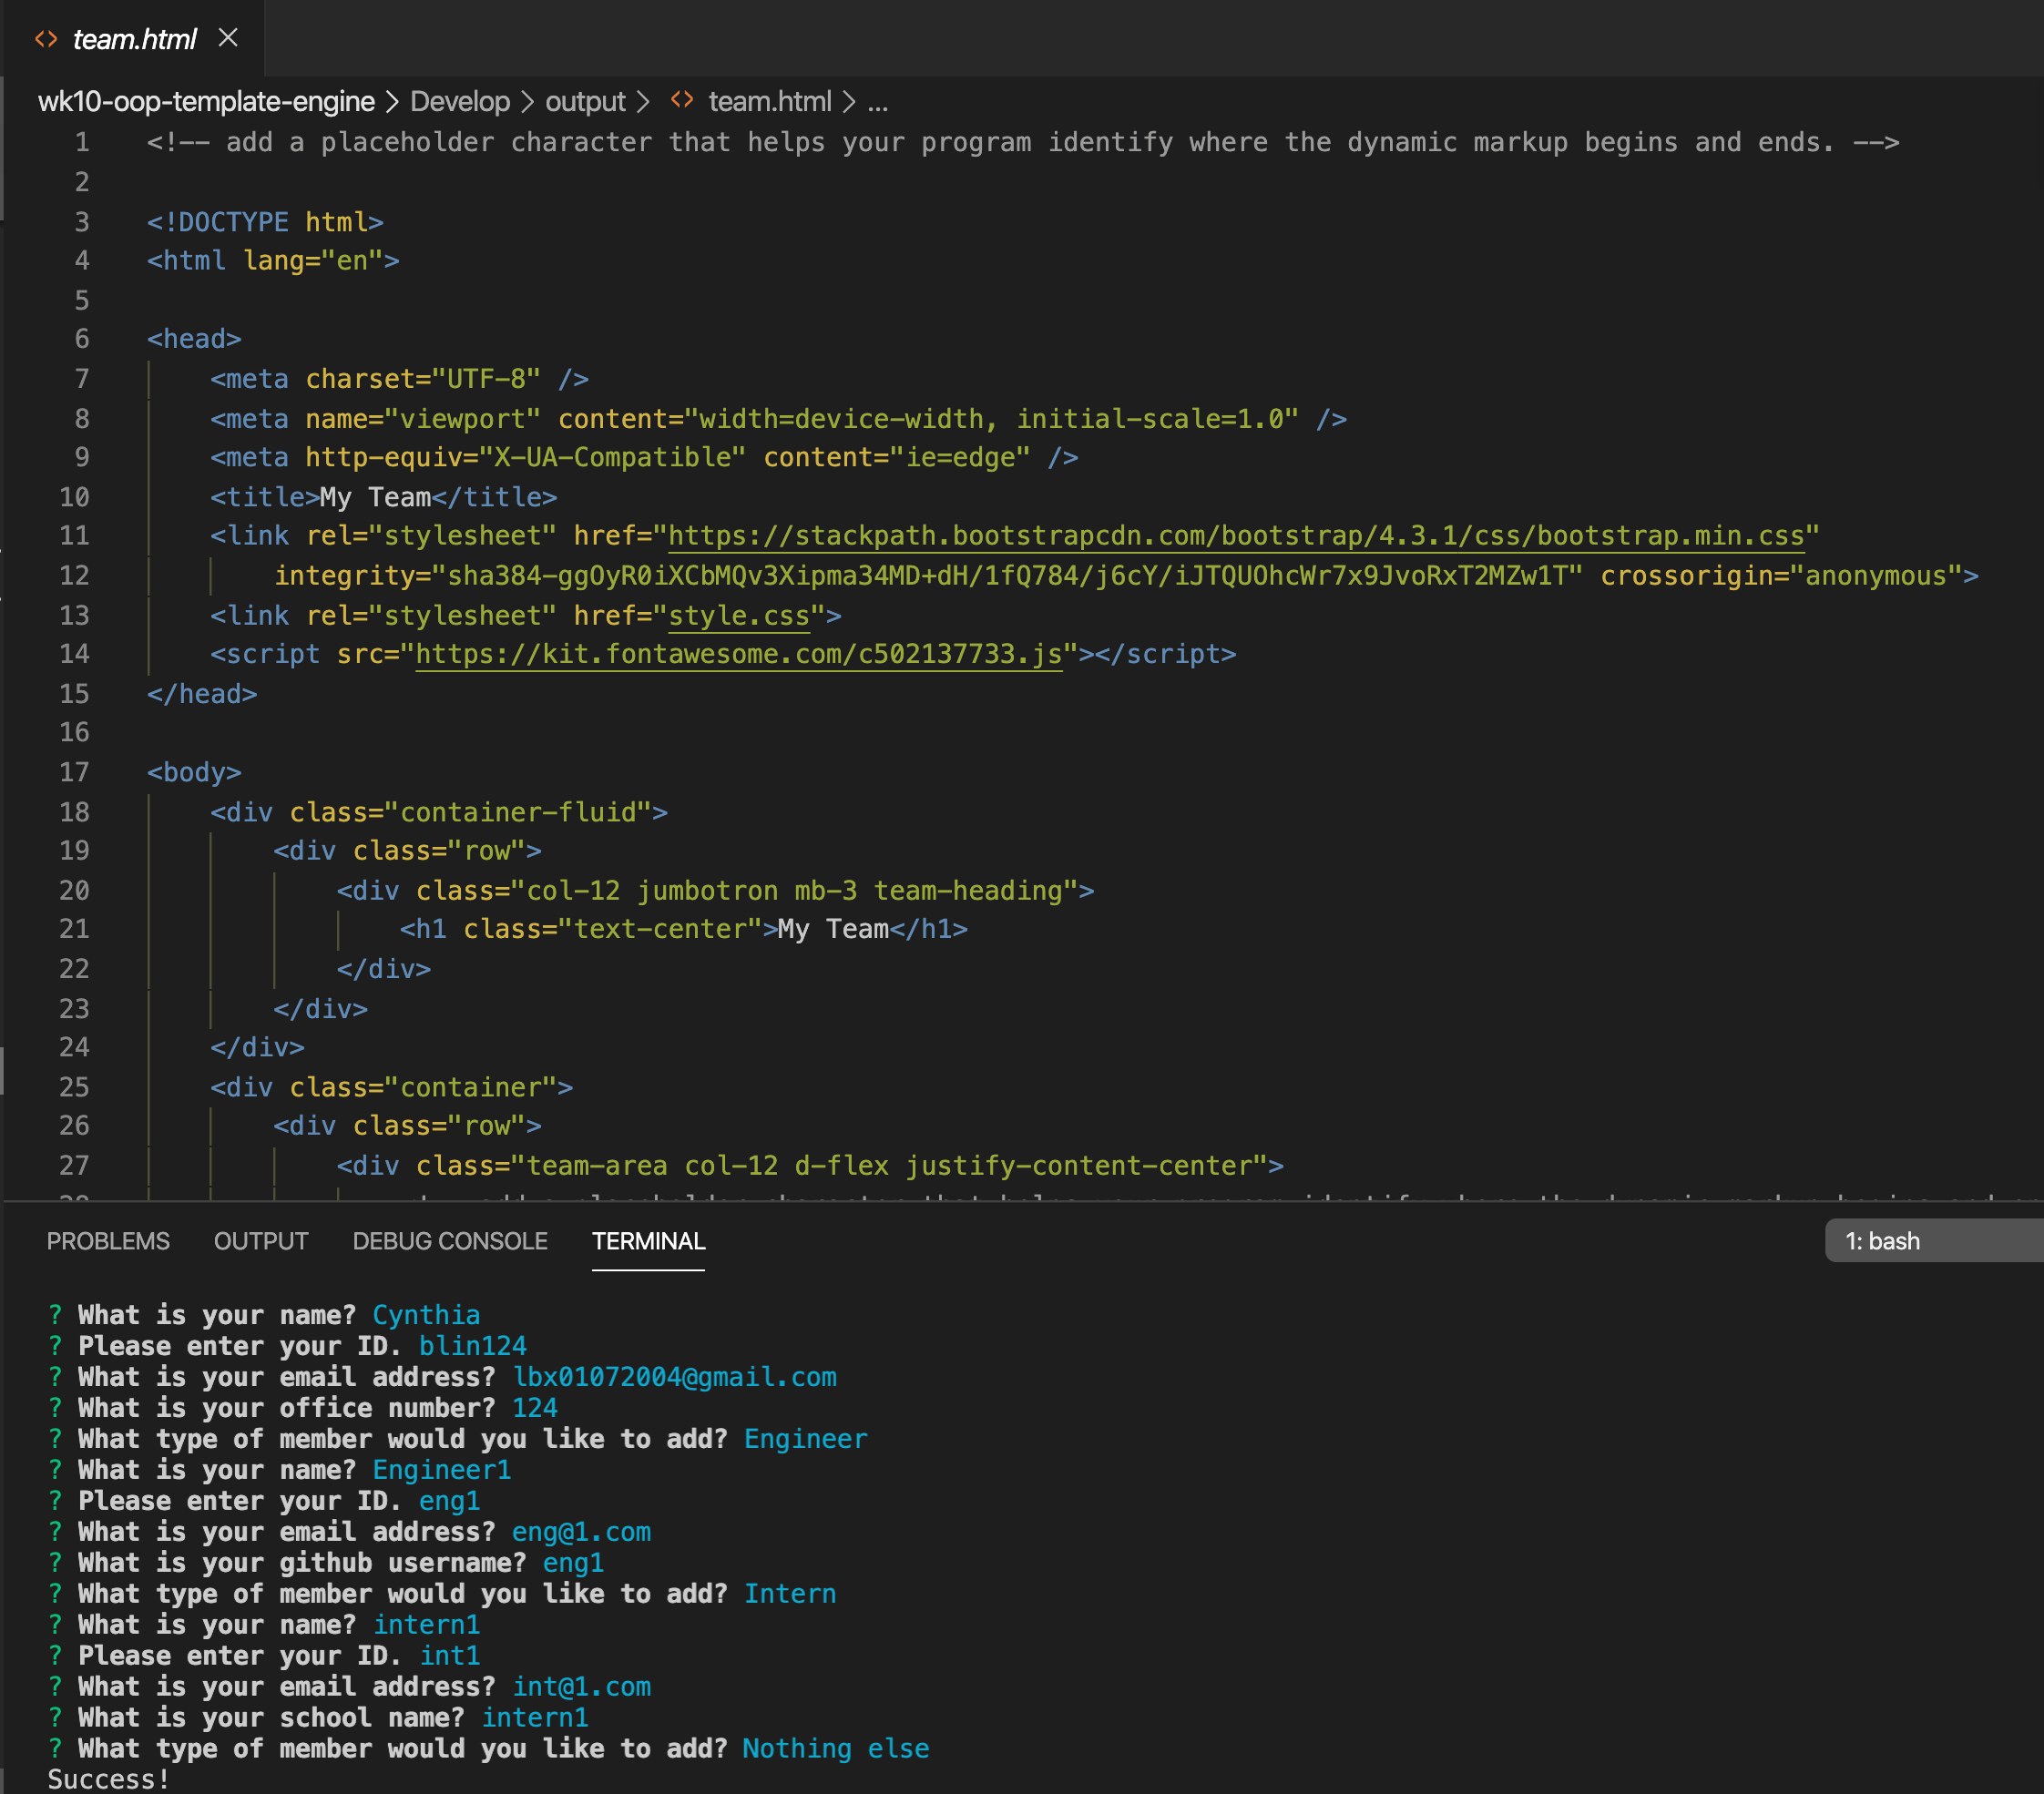 team.html
wk10-oop-template-engine > Develop > output > team.html > ...
1 <!-- add a placeholder character that helps your program identify where the dynamic markup begins and ends. -->
2
3 <!DOCTYPE html>
4 <html lang="en">
5
6 <head>
7 <meta charset="UTF-8" />
8 <meta name="viewport" content="width=device-width, initial-scale=1.0" />
9 <meta http-equiv="X-UA-Compatible" content="ie=edge" />
10 <title>My Team</title>
11 <link rel="stylesheet" href="https://stackpath.bootstrapcdn.com/bootstrap/4.3.1/css/bootstrap.min.css"
12 integrity="sha384-ggOyR0iXCbMQv3Xipma34MD+dH/1fQ784/j6cY/iJTQUOhcWr7x9JvoRxT2MZw1T" crossorigin="anonymous">
13 <link rel="stylesheet" href="style.css">
14 <script src="https://kit.fontawesome.com/c502137733.js"></script>
15 </head>
16
17 <body>
18 <div class="container-fluid">
19 <div class="row">
20 <div class="col-12 jumbotron mb-3 team-heading">
21 <h1 class="text-center">My Team</h1>
22 </div>
23 </div>
24 </div>
25 <div class="container">
26 <div class="row">
27 <div class="team-area col-12 d-flex justify-content-center">
PROBLEMS OUTPUT DEBUG CONSOLE TERMINAL 1: bash
? What is your name? Cynthia
? Please enter your ID. blin124
? What is your email address? lbx01072004@gmail.com
? What is your office number? 124
? What type of member would you like to add? Engineer
? What is your name? Engineer1
? Please enter your ID. eng1
? What is your email address? eng@1.com
? What is your github username? eng1
? What type of member would you like to add? Intern
? What is your name? intern1
? Please enter your ID. int1
? What is your email address? int@1.com
? What is your school name? intern1
? What type of member would you like to add? Nothing else
Success!